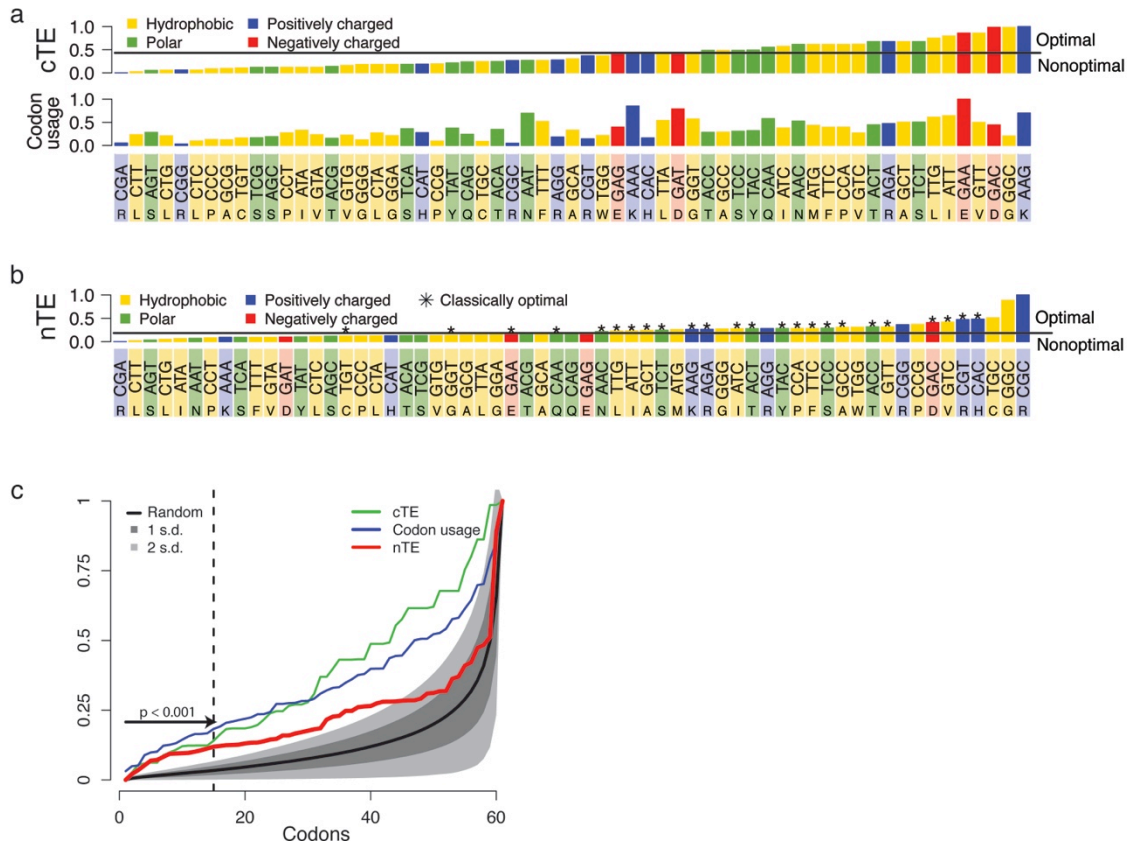 a
cTE
1.0
0.5
0.0
Hydrophobic
Positively charged
Polar
Negatively charged
Optimal
Nonoptimal
Codon usage
1.0
0.5
0.0
CGA CTT AGT CTG CGG CTC CCC GCG TGT TCG AGC CCT ATA GTA ACG GTG GGG CTA GGA TCA CAT CCG TAT CAG TGC ACA CGC AAT TTT AGG GCA CGT TGG GAG AAA CAC TTA GAT GGT ACC GCC TCC TAC CAA ATC AAC ATG TTC CCA GTC ACT AGA GCT TCT TTG ATT GAA GTT GAC GGC AAG
R L S L R L P A C S S P I V T V G L G S H P Y Q C T R N F R A R W E K H L D G T A S Y Q I N M F P V T R A S L I E V D G K
b
nTE
1.0
0.5
0.0
Hydrophobic
Positively charged
* Classically optimal
Polar
Negatively charged
Optimal
Nonoptimal
CGA CTT AGT CTG ATA AAT CCT AAA TCA TTT GTA GAT TAT CTC AGC TGT CCC CTA CAT ACA TCG GTG GGT GCG TTA GGA GAA ACG GCA CAA CAG GAG AAC TTG ATT GCT TCT ATG AAG AGA GGG ATC ACT AGG TAC CCA TTC TCC GCC TGG ACC GTT CGG CCG GAC GTC CGT CAC TGC GGC CGC
R L S L I N P K S F V D Y L S C P L H T S V G A L G E T A Q Q E N L I A S M K R G I T R Y P F S A W T V R P D V R H C G R
c
1
0.75
0.5
0.25
0
Random
1 s.d.
2 s.d.
cTE
Codon usage
nTE
p < 0.001
0 20 40 60
Codons